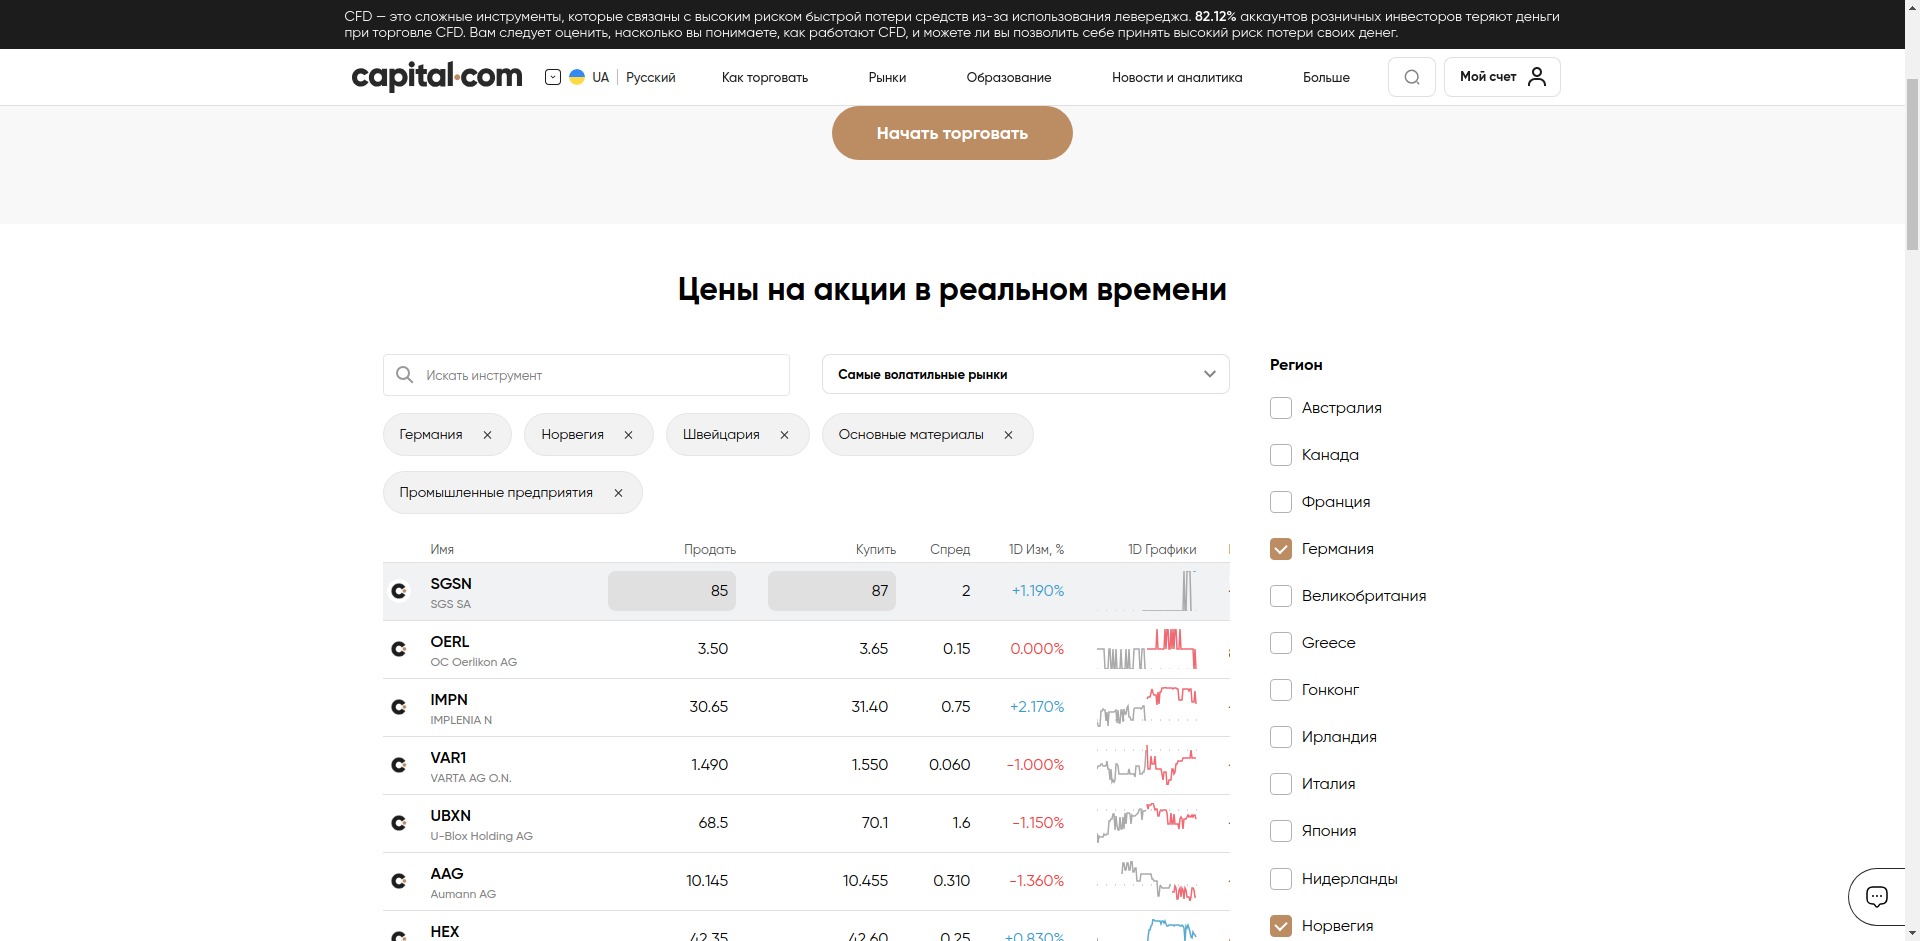 CFD — это сложные инструменты, которые связаны с высоким риском быстрой потери средств из-за использования левереджа. 82.12% аккаунтов розничных инвесторов теряют деньги
при торговле CFD. Вам следует оценить, насколько вы понимаете, как работают CFD, и можете ли вы позволить себе принять высокий риск потери своих денег.
capital.com UA Русский Как торговать Рынки Образование Новости и аналитика Больше Мой счет
Начать торговать
Цены на акции в реальном времени
Искать инструмент
Самые волатильные рынки
Германия × Норвегия × Швейцария × Основные материалы ×
Промышленные предприятия ×
Имя Продать Купить Спред 1D Изм, % 1D Графики
SGSN 85 87 2 +1.190%
SGS SA
OERL 3.50 3.65 0.15 0.000%
OC Oerlikon AG
IMPN 30.65 31.40 0.75 +2.170%
IMPLENIA N
VAR1 1.490 1.550 0.060 -1.000%
VARTA AG O.N.
UBXN 68.5 70.1 1.6 -1.150%
U-Blox Holding AG
AAG 10.145 10.455 0.310 -1.360%
Aumann AG
HEX 42.35 42.60 0.25 +0.830%
Регион
Австралия
Канада
Франция
Германия
Великобритания
Greece
Гонконг
Ирландия
Италия
Япония
Нидерланды
Норвегия